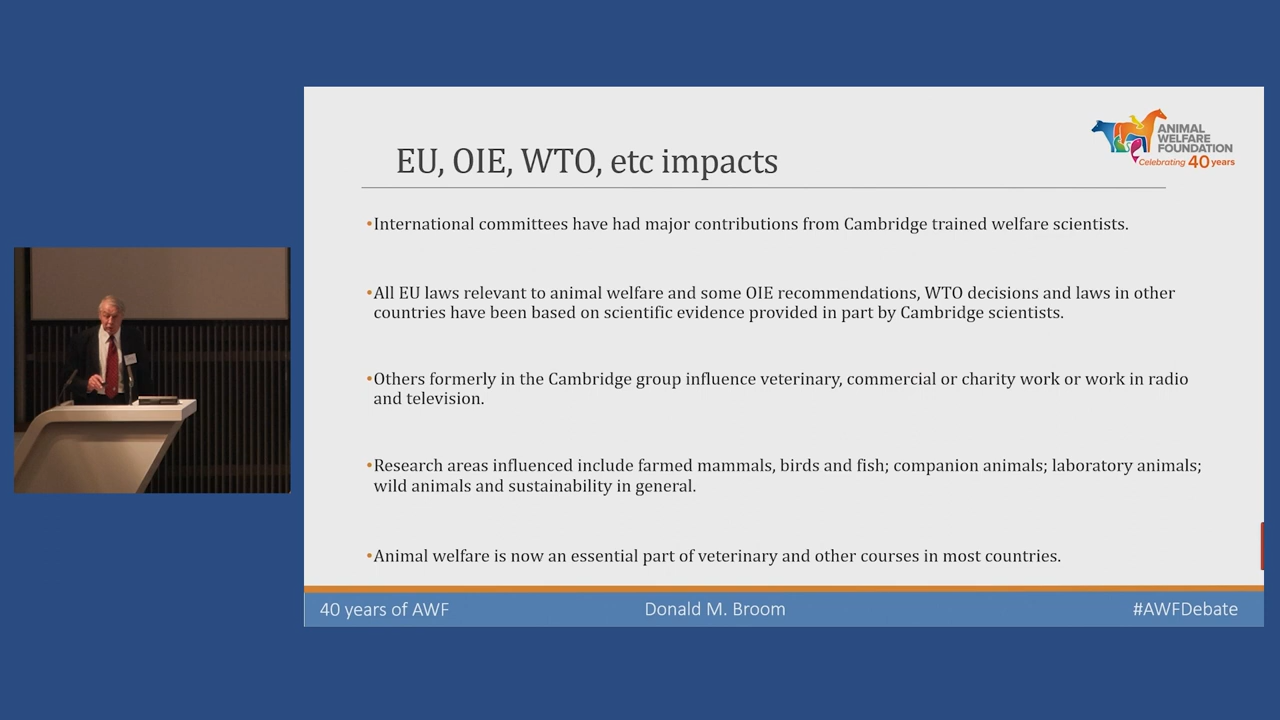 ANIMAL
WELFARE
FOUNDATION
Celebrating 40 years
EU, OIE, WTO, etc impacts
•International committees have had major contributions from Cambridge trained welfare scientists.
•All EU laws relevant to animal welfare and some OIE recommendations, WTO decisions and laws in other
countries have been based on scientific evidence provided in part by Cambridge scientists.
•Others formerly in the Cambridge group influence veterinary, commercial or charity work or work in radio
and television.
•Research areas influenced include farmed mammals, birds and fish; companion animals; laboratory animals;
wild animals and sustainability in general.
•Animal welfare is now an essential part of veterinary and other courses in most countries.
40 years of AWF
Donald M. Broom
#AWFDebate